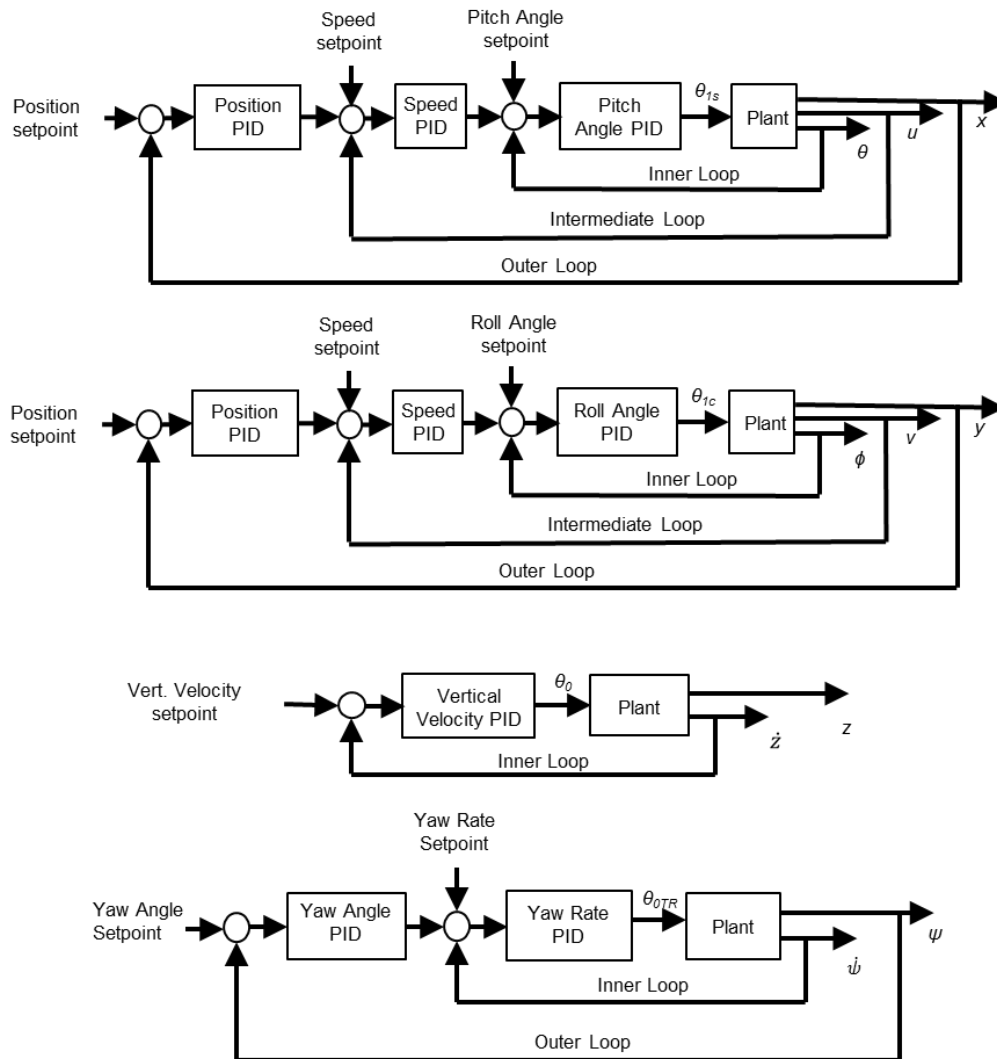 Speed
setpoint
Pitch Angle
setpoint
Position
setpoint
Position
PID
Speed
PID
Pitch
Angle PID
θ1s
Plant
x
u
θ
Inner Loop
Intermediate Loop
Outer Loop
Speed
setpoint
Roll Angle
setpoint
Position
setpoint
Position
PID
Speed
PID
Roll Angle
PID
θ1c
Plant
y
v
ϕ
Inner Loop
Intermediate Loop
Outer Loop
Vert. Velocity
setpoint
Vertical
Velocity PID
θ0
Plant
z
ż
Inner Loop
Yaw Rate
Setpoint
Yaw Angle
Setpoint
Yaw Angle
PID
Yaw Rate
PID
θ0TR
Plant
ψ
ψ̇
Inner Loop
Outer Loop